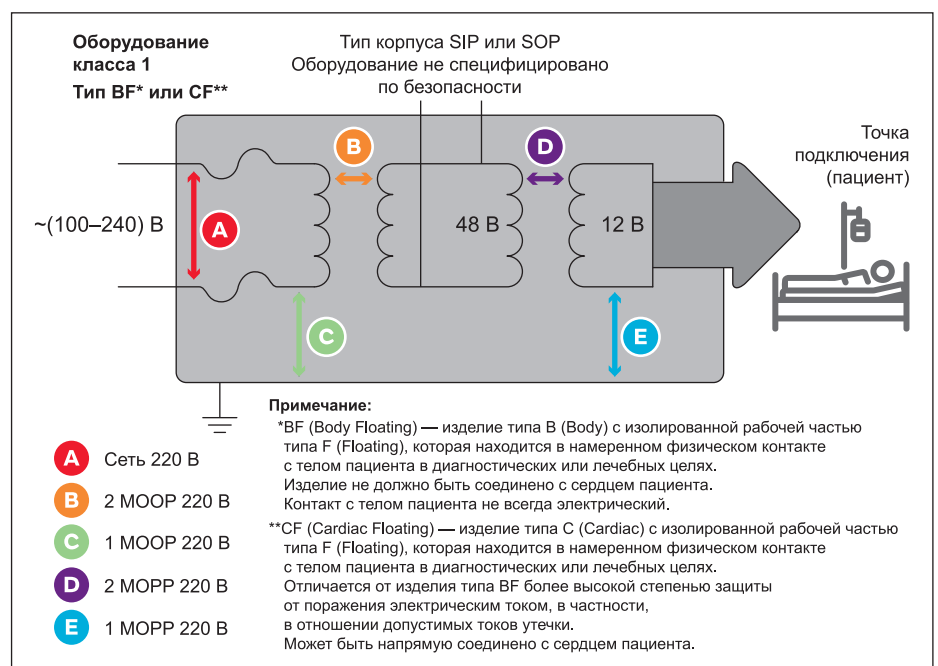 Оборудование
класса 1
Тип BF* или CF**
Тип корпуса SIP или SOP
Оборудование не специфицировано
по безопасности
Точка
подключения
(пациент)
B
D
~(100–240) В
A
48 В
12 В
C
E
Примечание:
*BF (Body Floating) — изделие типа B (Body) с изолированной рабочей частью
типа F (Floating), которая находится в намеренном физическом контакте
с телом пациента в диагностических или лечебных целях.
Изделие не должно быть соединено с сердцем пациента.
Контакт с телом пациента не всегда электрический.
**CF (Cardiac Floating) — изделие типа C (Cardiac) с изолированной рабочей частью
типа F (Floating), которая находится в намеренном физическом контакте
с телом пациента в диагностических или лечебных целях.
Отличается от изделия типа BF более высокой степенью защиты
от поражения электрическим током, в частности,
в отношении допустимых токов утечки.
Может быть напрямую соединено с сердцем пациента.
A Сеть 220 В
B 2 МООР 220 В
C 1 МООР 220 В
D 2 МОРР 220 В
E 1 МОРР 220 В